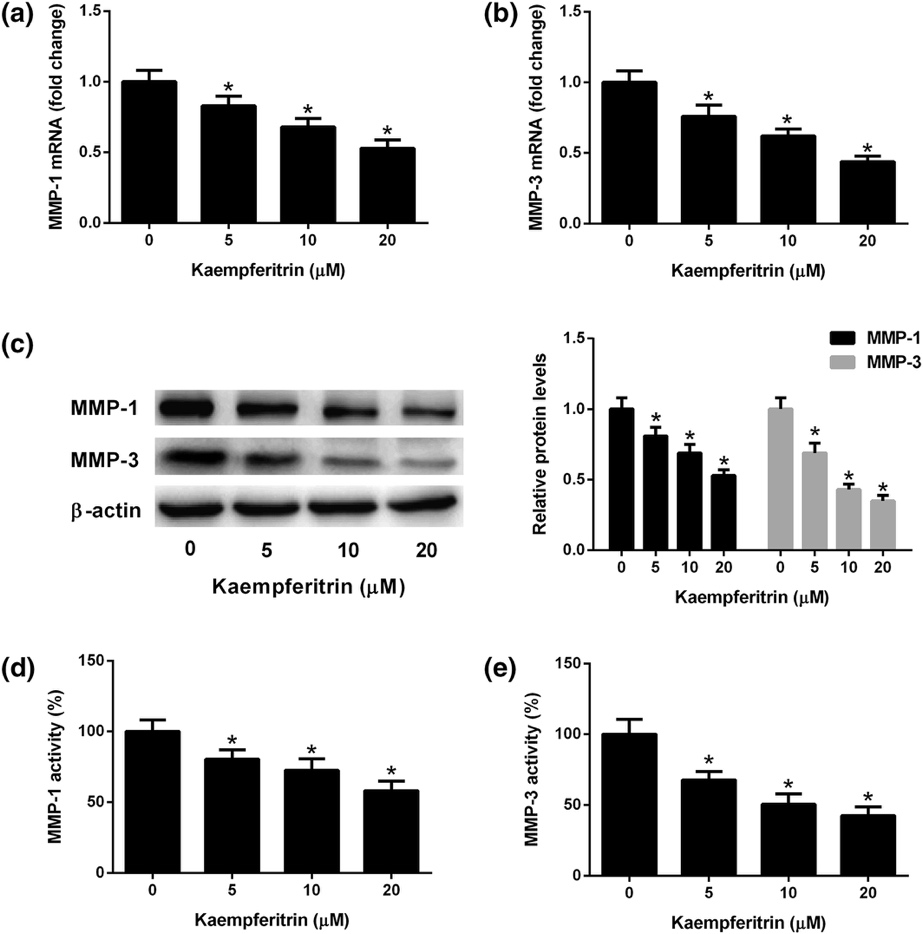 (a)
MMP-1 mRNA (fold change)
1.5
1.0
0.5
0.0
* * *
0 5 10 20
Kaempferitrin (μM)
(b)
MMP-3 mRNA (fold change)
1.5
1.0
0.5
0.0
* * *
0 5 10 20
Kaempferitrin (μM)
(c)
MMP-1
MMP-3
β-actin
0 5 10 20
Kaempferitrin (μM)
MMP-1
MMP-3
Relative protein levels
1.5
1.0
0.5
0.0
* * * * * *
0 5 10 20 0 5 10 20
Kaempferitrin (μM)
(d)
MMP-1 activity (%)
150
100
50
0
* * *
0 5 10 20
Kaempferitrin (μM)
(e)
MMP-3 activity (%)
150
100
50
0
* * *
0 5 10 20
Kaempferitrin (μM)